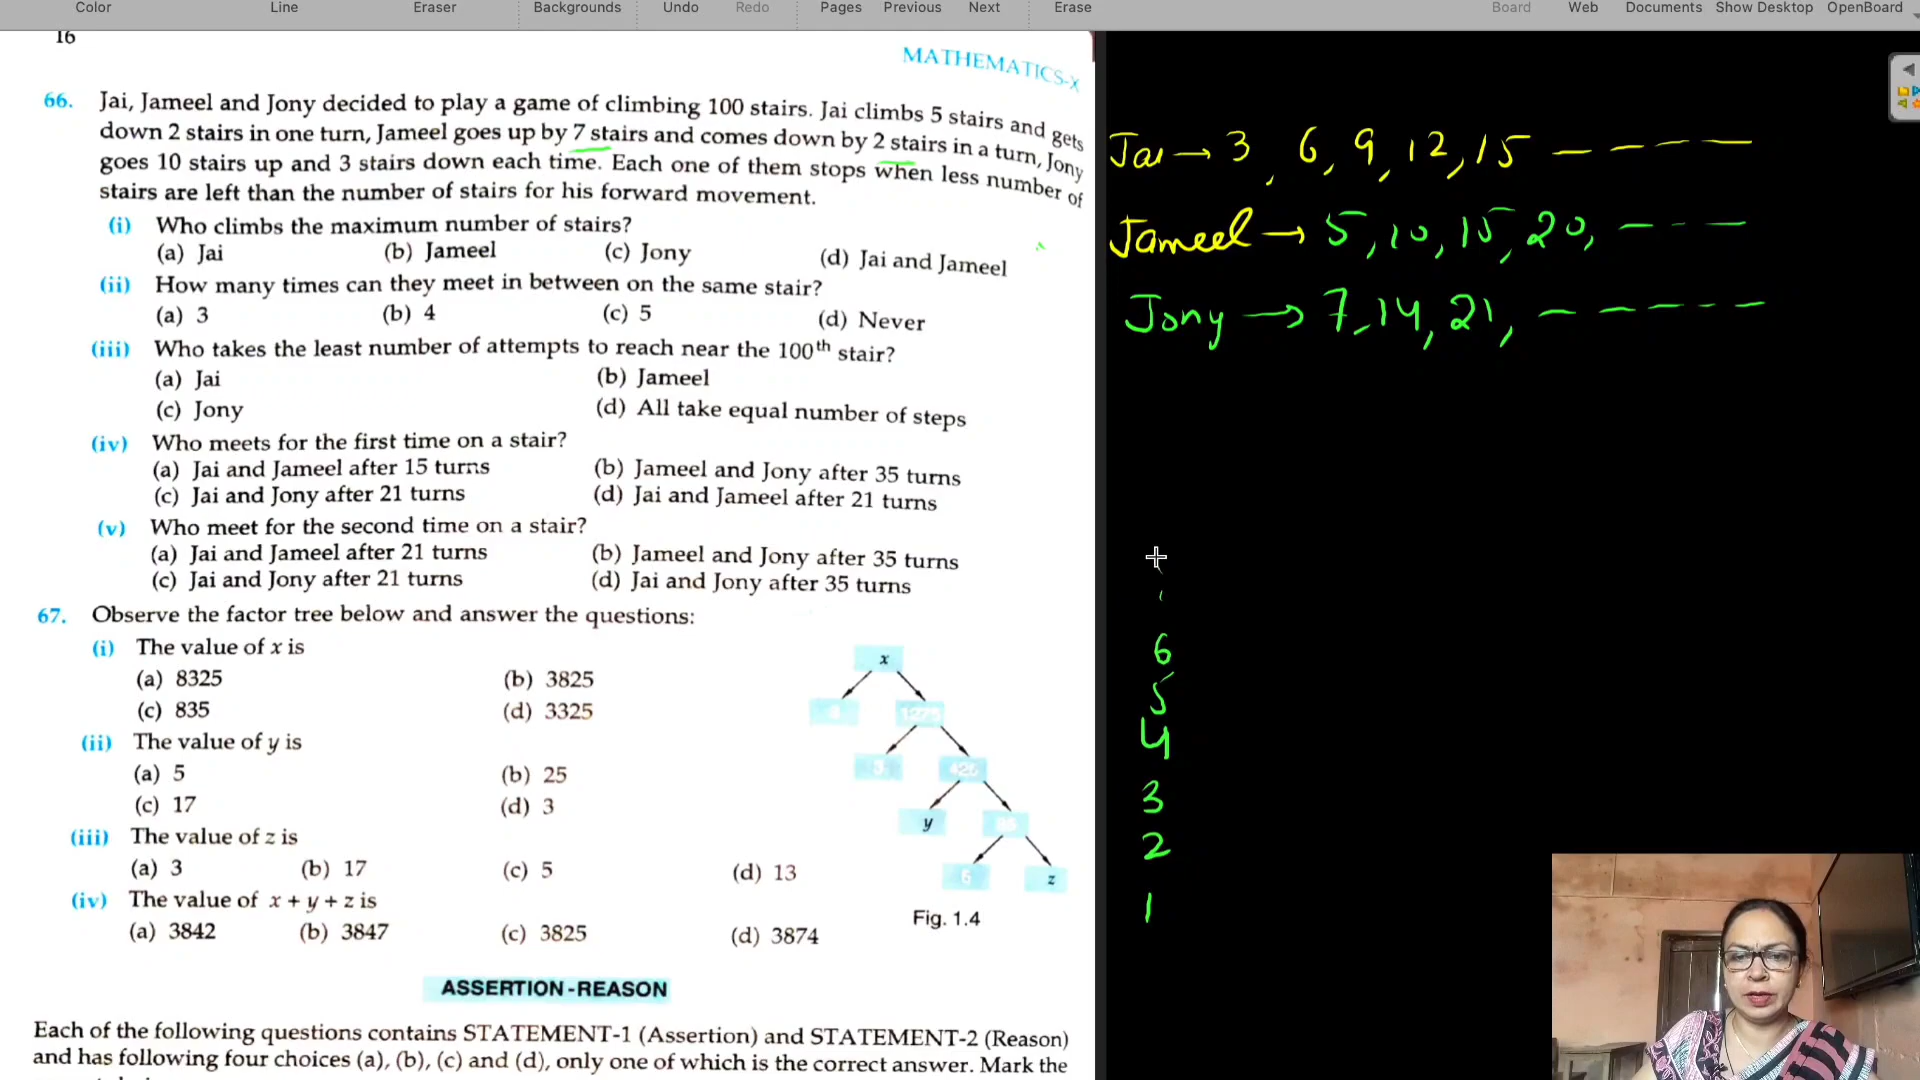 Color Line Eraser Backgrounds Undo Redo Pages Previous Next Erase Board Web Documents Show Desktop OpenBoard
16
MATHEMATICS-X
66. Jai, Jameel and Jony decided to play a game of climbing 100 stairs. Jai climbs 5 stairs and gets
down 2 stairs in one turn, Jameel goes up by 7 stairs and comes down by 2 stairs in a turn, Jony
goes 10 stairs up and 3 stairs down each time. Each one of them stops when less number of
stairs are left than the number of stairs for his forward movement.
(i) Who climbs the maximum number of stairs?
(a) Jai (b) Jameel (c) Jony (d) Jai and Jameel
(ii) How many times can they meet in between on the same stair?
(a) 3 (b) 4 (c) 5 (d) Never
(iii) Who takes the least number of attempts to reach near the 100th stair?
(a) Jai (b) Jameel
(c) Jony (d) All take equal number of steps
(iv) Who meets for the first time on a stair?
(a) Jai and Jameel after 15 turns (b) Jameel and Jony after 35 turns
(c) Jai and Jony after 21 turns (d) Jai and Jameel after 21 turns
(v) Who meet for the second time on a stair?
(a) Jai and Jameel after 21 turns (b) Jameel and Jony after 35 turns
(c) Jai and Jony after 21 turns (d) Jai and Jony after 35 turns
67. Observe the factor tree below and answer the questions:
(i) The value of x is
(a) 8325 (b) 3825
(c) 835 (d) 3325
(ii) The value of y is
(a) 5 (b) 25
(c) 17 (d) 3
(iii) The value of z is
(a) 3 (b) 17 (c) 5 (d) 13
(iv) The value of x + y + z is
(a) 3842 (b) 3847 (c) 3825 (d) 3874
x
1275
y
z
Fig. 1.4
ASSERTION-REASON
Each of the following questions contains STATEMENT-1 (Assertion) and STATEMENT-2 (Reason)
and has following four choices (a), (b), (c) and (d), only one of which is the correct answer. Mark the
Jai → 3, 6, 9, 12, 15 – – – – –
Jameel → 5, 10, 15, 20, – – –
Jony → 7, 14, 21, – – – – –
6
5
4
3
2
1